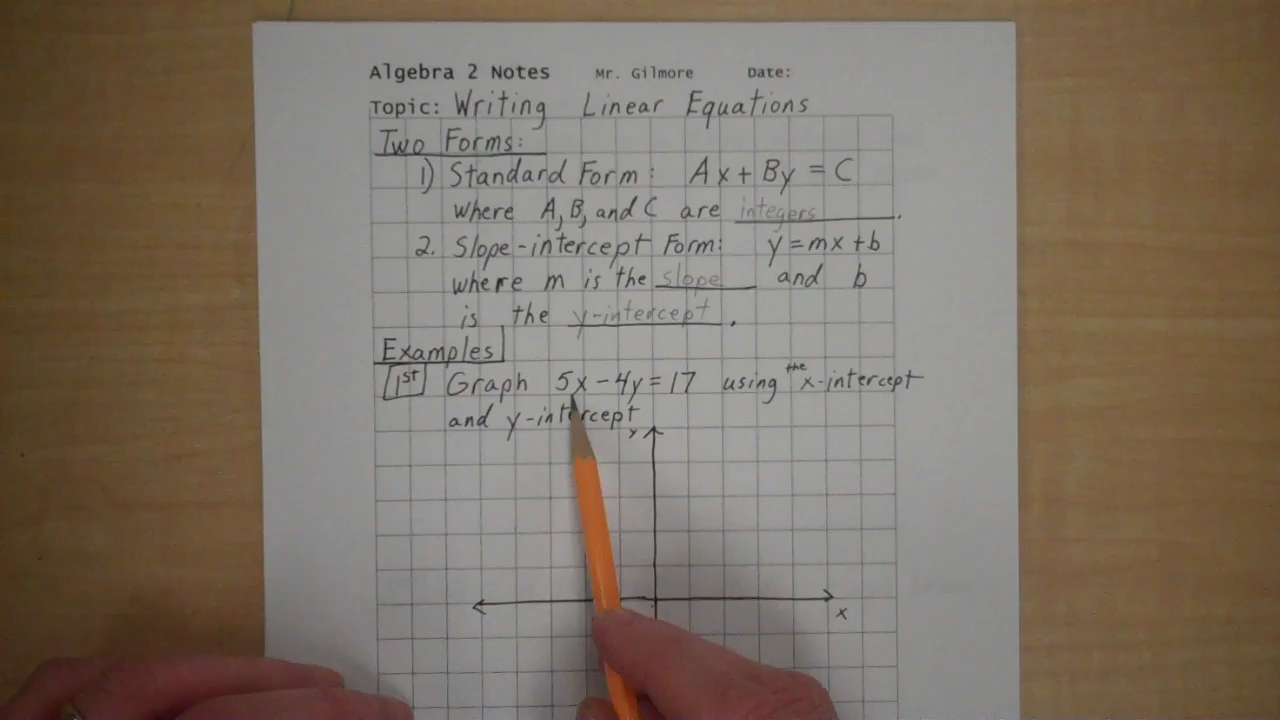 Algebra 2 Notes Mr. Gilmore Date:
Topic: Writing Linear Equations
Two Forms:
1) Standard Form: Ax + By = C
where A, B, and C are integers.
2. Slope-intercept Form: y=mx+b
where m is the slope and b
is the y-intercept.
Examples
1st Graph 5x-4y=17 using the x-intercept
and y-intercept
y
x